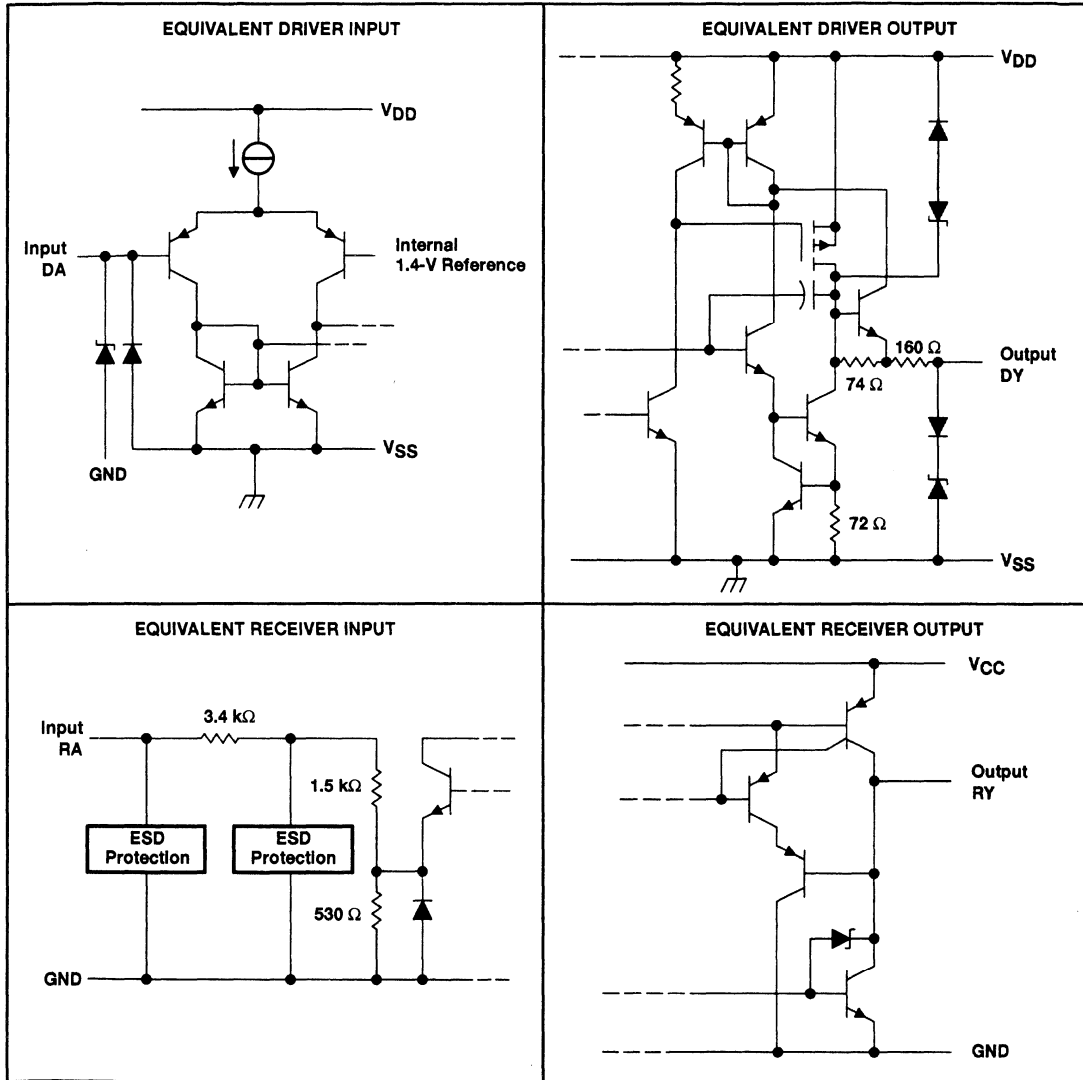 EQUIVALENT DRIVER INPUT
VDD
Input
DA
Internal
1.4-V Reference
VSS
GND
EQUIVALENT DRIVER OUTPUT
VDD
160 Ω
Output
DY
74 Ω
72 Ω
VSS
EQUIVALENT RECEIVER INPUT
3.4 kΩ
Input
RA
1.5 kΩ
ESD
Protection
ESD
Protection
530 Ω
GND
EQUIVALENT RECEIVER OUTPUT
VCC
Output
RY
GND